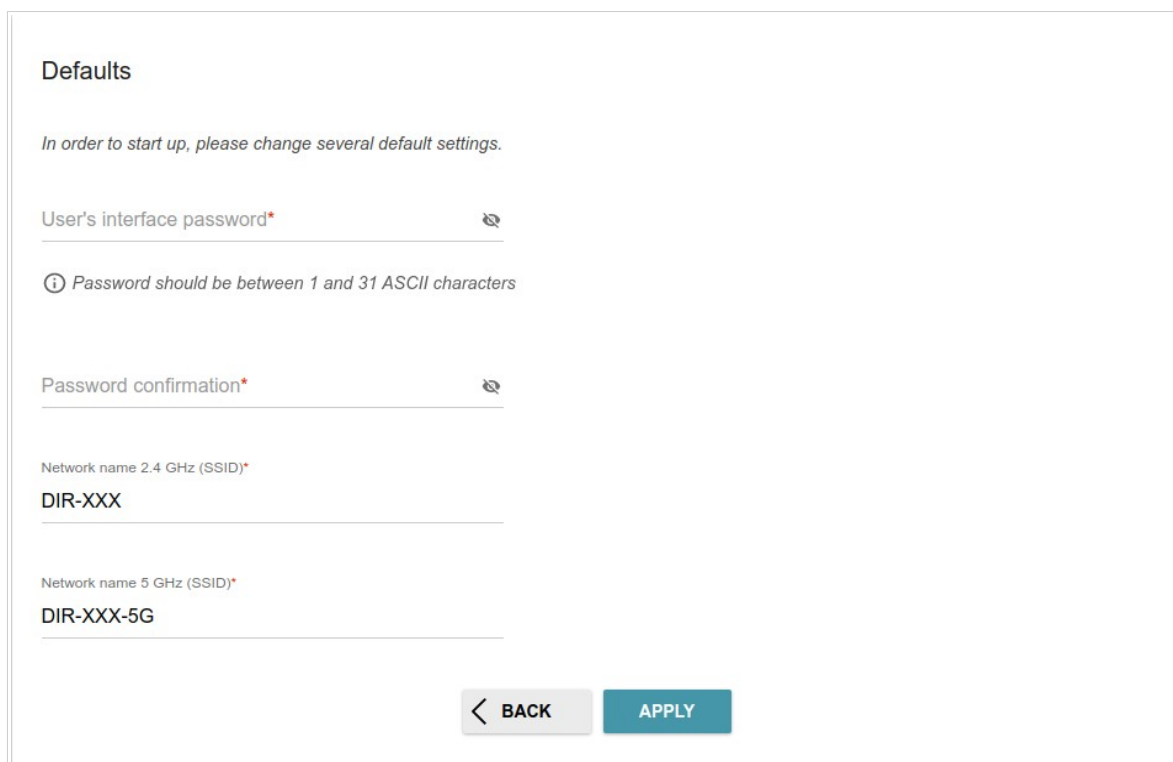 Defaults
In order to start up, please change several default settings.
User's interface password*
Password should be between 1 and 31 ASCII characters
Password confirmation*
Network name 2.4 GHz (SSID)*
DIR-XXX
Network name 5 GHz (SSID)*
DIR-XXX-5G
BACK APPLY